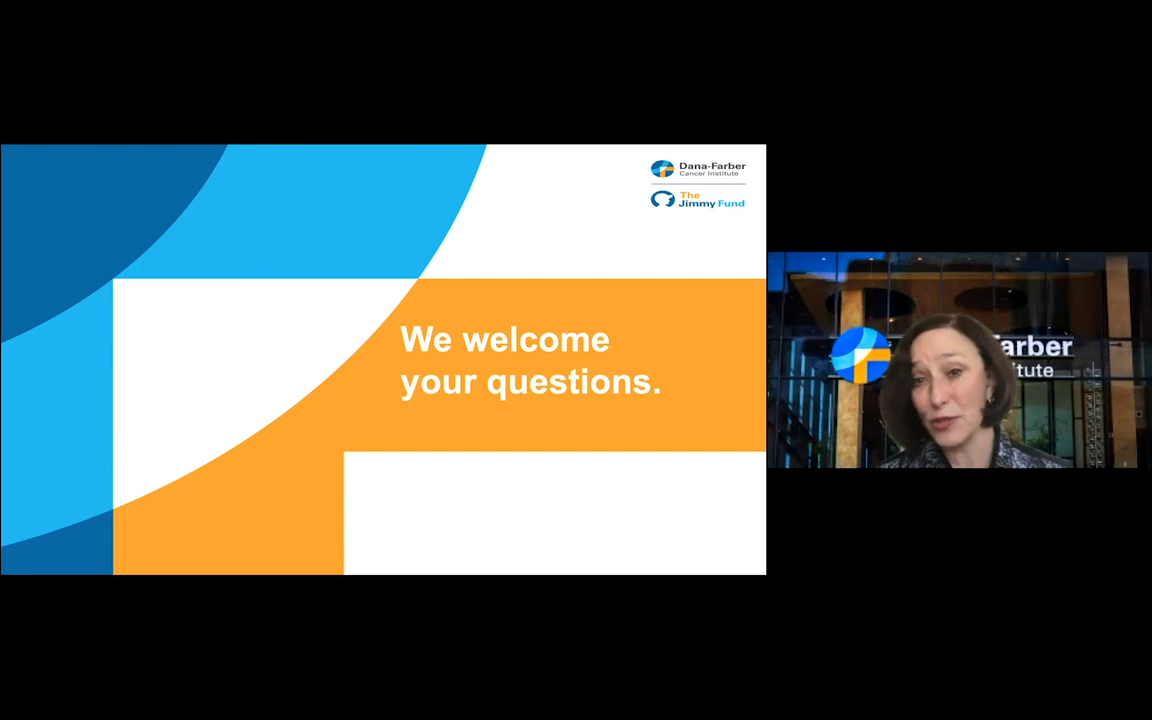 Dana-Farber
Cancer Institute
The
Jimmy Fund
We welcome
your questions.
arber
itute